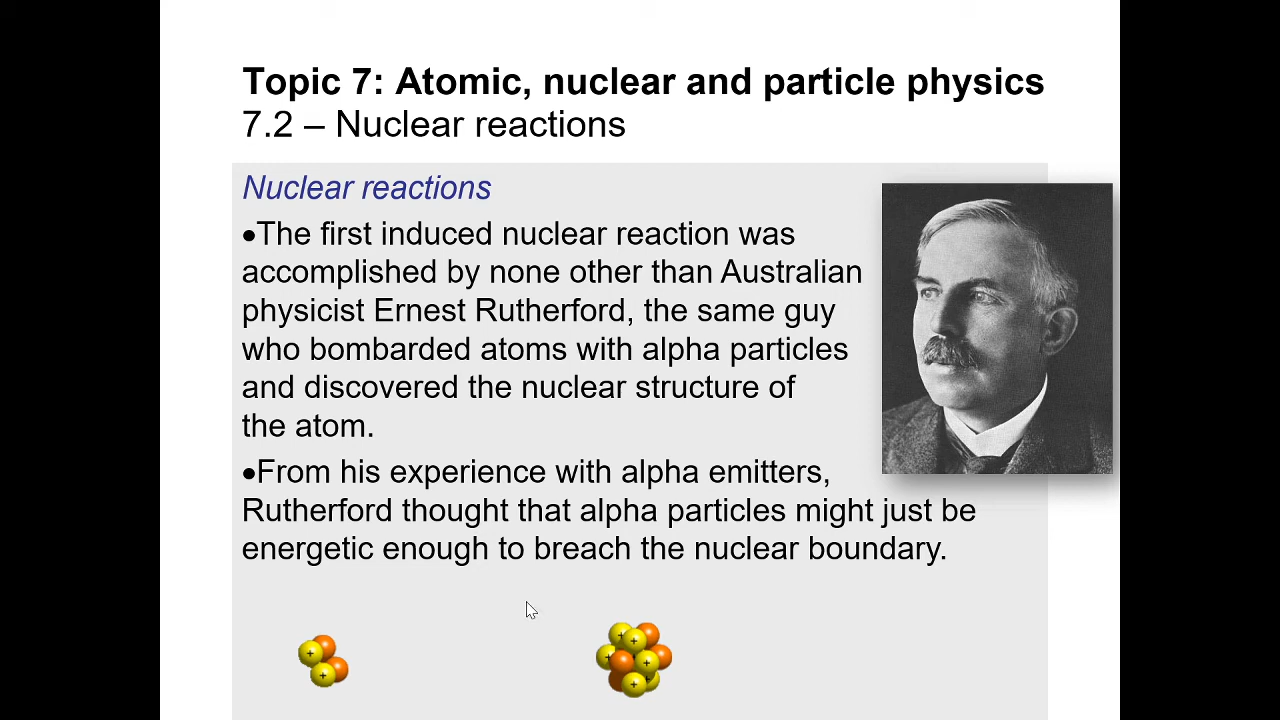 Topic 7: Atomic, nuclear and particle physics
7.2 – Nuclear reactions
Nuclear reactions
•The first induced nuclear reaction was
accomplished by none other than Australian
physicist Ernest Rutherford, the same guy
who bombarded atoms with alpha particles
and discovered the nuclear structure of
the atom.
•From his experience with alpha emitters,
Rutherford thought that alpha particles might just be
energetic enough to breach the nuclear boundary.